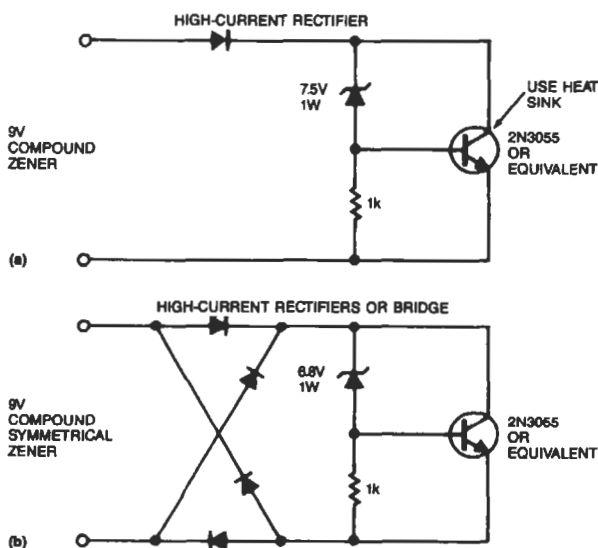 HIGH-CURRENT RECTIFIER
7.5V
1W
USE HEAT
SINK
9V
COMPOUND
ZENER
2N3055
OR
EQUIVALENT
1k
(a)
HIGH-CURRENT RECTIFIERS OR BRIDGE
6.8V
1W
9V
COMPOUND
SYMMETRICAL
ZENER
2N3055
OR
EQUIVALENT
1k
(b)